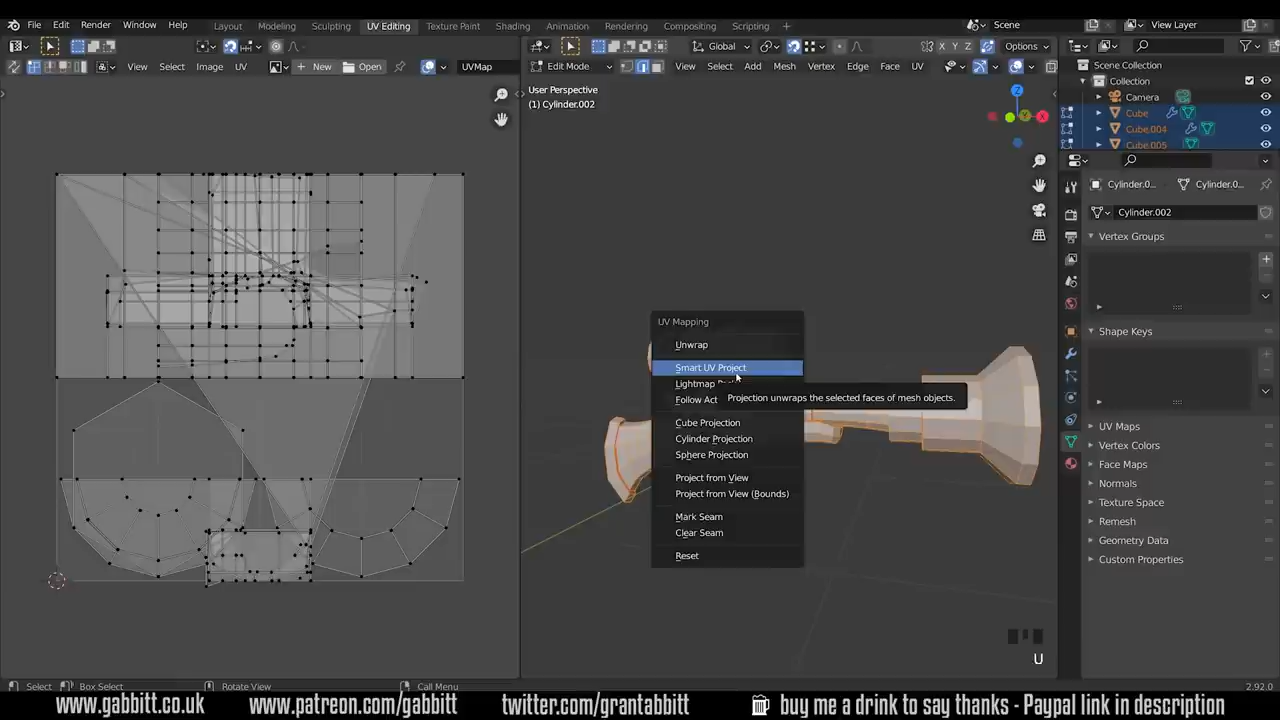 File Edit Render Window Help Layout Modeling Sculpting UV Editing Texture Paint Shading Animation Rendering Compositing Scripting + Scene View Layer
Global Options
View Select Image UV New Open UVMap
Edit Mode View Select Add Mesh Vertex Edge Face UV
X Y Z
User Perspective
(1) Cylinder.002
Z
X
Scene Collection
Collection
Camera
Cube
Cube.004
Cube.005
Cylinder.0... Cylinder.0...
Cylinder.002
Vertex Groups
Shape Keys
UV Maps
Vertex Colors
Face Maps
Normals
Texture Space
Remesh
Geometry Data
Custom Properties
UV Mapping
Unwrap
Smart UV Project
Lightmap
Follow Act
Projection unwraps the selected faces of mesh objects.
Cube Projection
Cylinder Projection
Sphere Projection
Project from View
Project from View (Bounds)
Mark Seam
Clear Seam
Reset
U
Select Box Select Rotate View Call Menu 2.92.0
www.gabbitt.co.uk www.patreon.com/gabbitt twitter.com/grantabbitt buy me a drink to say thanks - Paypal link in description